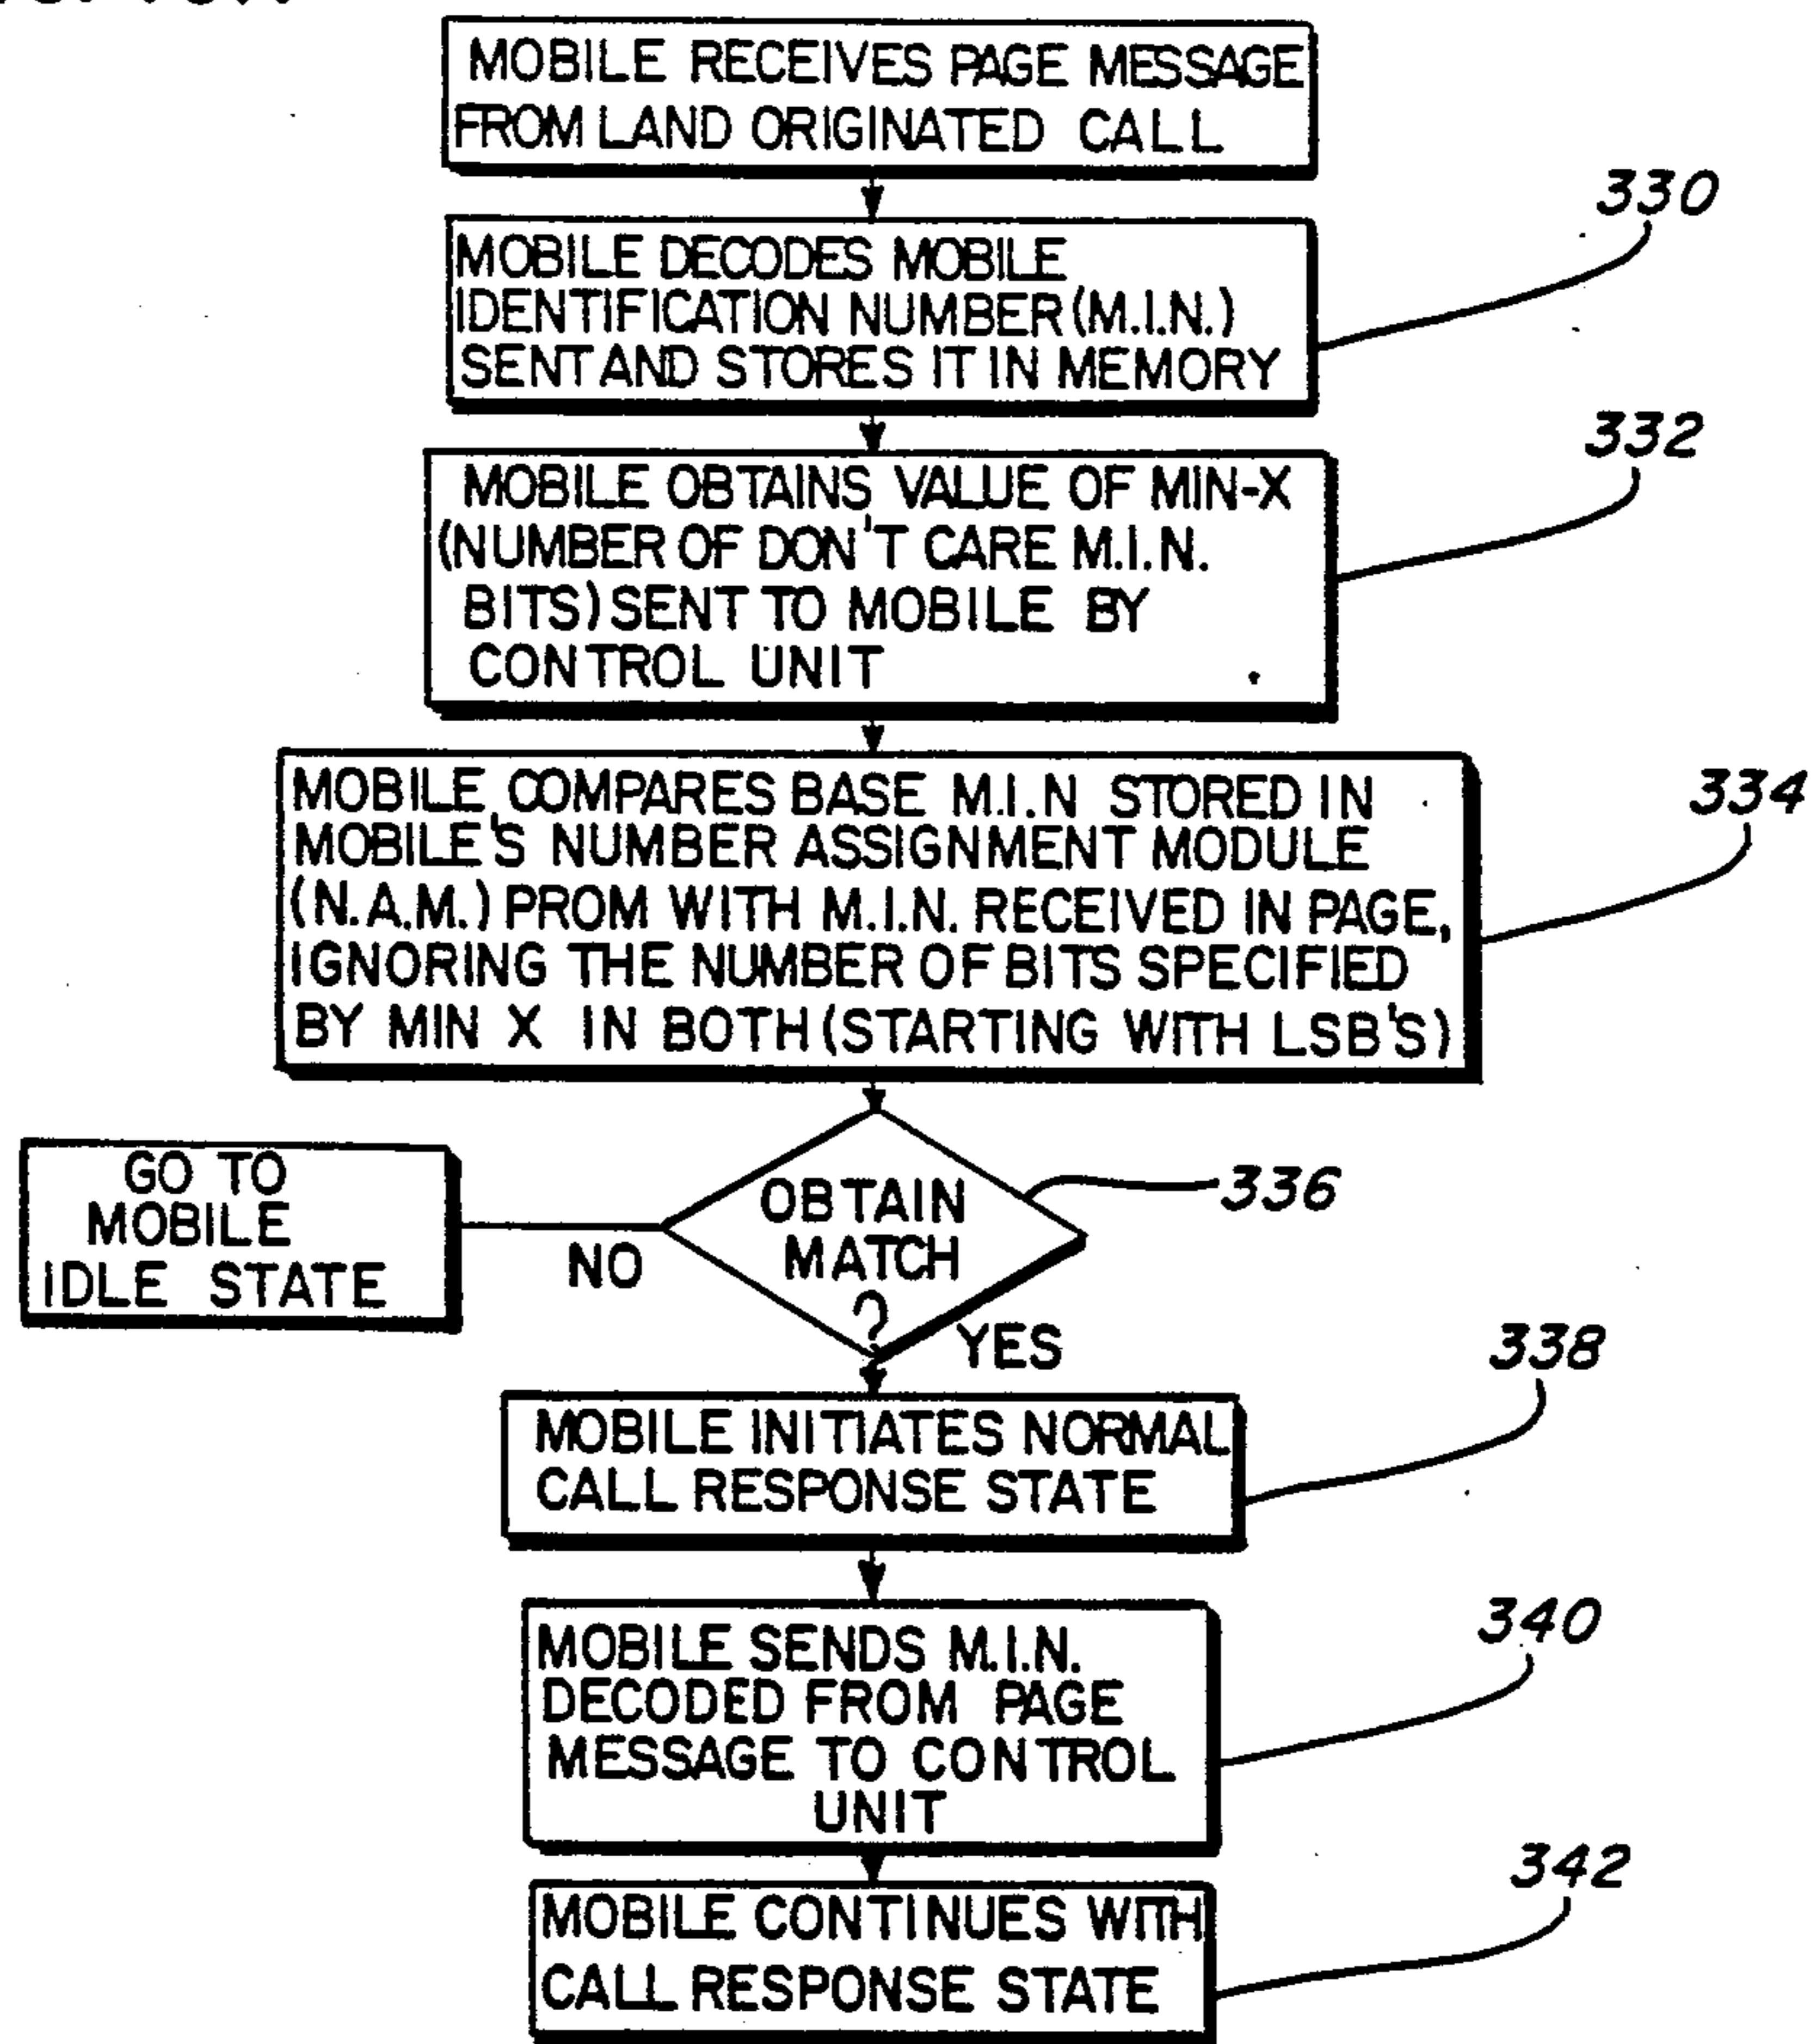 MOBILE RECEIVES PAGE MESSAGE
FROM LAND ORIGINATED CALL
330
MOBILE DECODES MOBILE
IDENTIFICATION NUMBER (M.I.N.)
SENT AND STORES IT IN MEMORY
332
MOBILE OBTAINS VALUE OF MIN-X
(NUMBER OF DON'T CARE M.I.N.
BITS) SENT TO MOBILE BY
CONTROL UNIT
334
MOBILE COMPARES BASE M.I.N STORED IN
MOBILE'S NUMBER ASSIGNMENT MODULE
(N.A.M.) PROM WITH M.I.N. RECEIVED IN PAGE,
IGNORING THE NUMBER OF BITS SPECIFIED
BY MIN X IN BOTH (STARTING WITH LSB'S)
GO TO
MOBILE
IDLE STATE
NO
OBTAIN
MATCH
?
336
YES
338
MOBILE INITIATES NORMAL
CALL RESPONSE STATE
340
MOBILE SENDS M.I.N.
DECODED FROM PAGE
MESSAGE TO CONTROL
UNIT
342
MOBILE CONTINUES WITH
CALL RESPONSE STATE